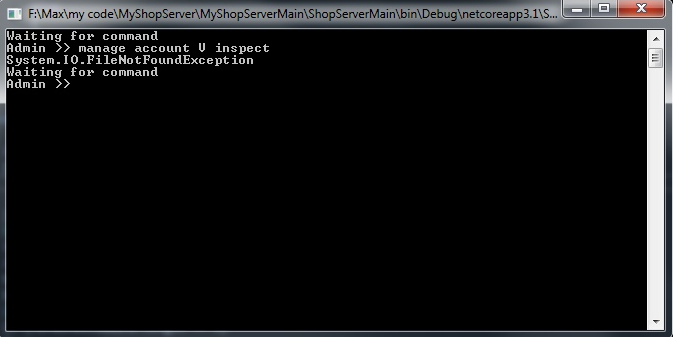 F:\Max\my code\MyShopServer\MyShopServerMain\ShopServerMain\bin\Debug\netcoreapp3.1\S...
Waiting for command
Admin >> manage account V inspect
System.IO.FileNotFoundException
Waiting for command
Admin >>